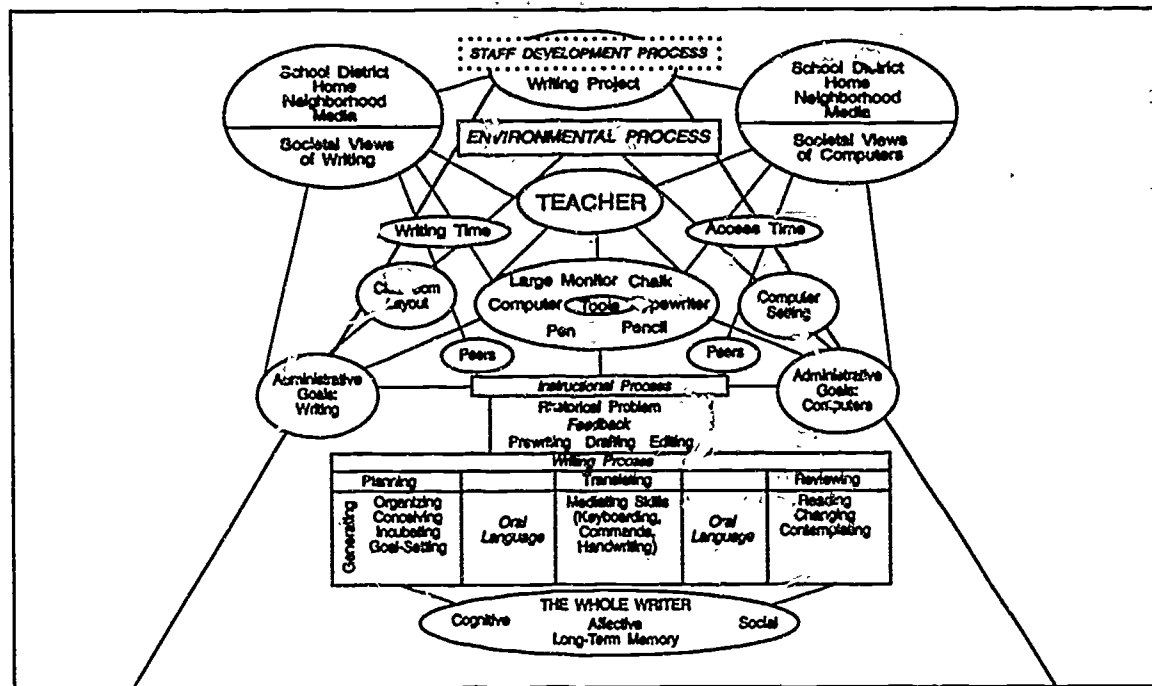 STAFF DEVELOPMENT PROCESS
Writing Project
School District
Home
Neighborhood
Media
Societal Views
of Writing
School District
Home
Neighborhood
Media
Societal Views
of Computers
ENVIRONMENTAL PROCESS
TEACHER
Writing Time
Access Time
Layout
Large Monitor Chalk
Computer Tools
Pen Pencil
Computer
Setting
Peers
Peers
Administrative
Goals:
Writing
Administrative
Goals:
Computers
Instructional Process
Rhetorical Problem
Feedback
Prewriting Drafting Editing
Writing Process
Planning
Translating
Reviewing
Generating
Organizing
Conceiving
Incubating
Goal-Setting
Oral
Language
Mediating Skills
(Keyboarding,
Commands,
Handwriting)
Oral
Language
Reading
Changing
Contemplating
THE WHOLE WRITER
Cognitive Affective Social
Long-Term Memory